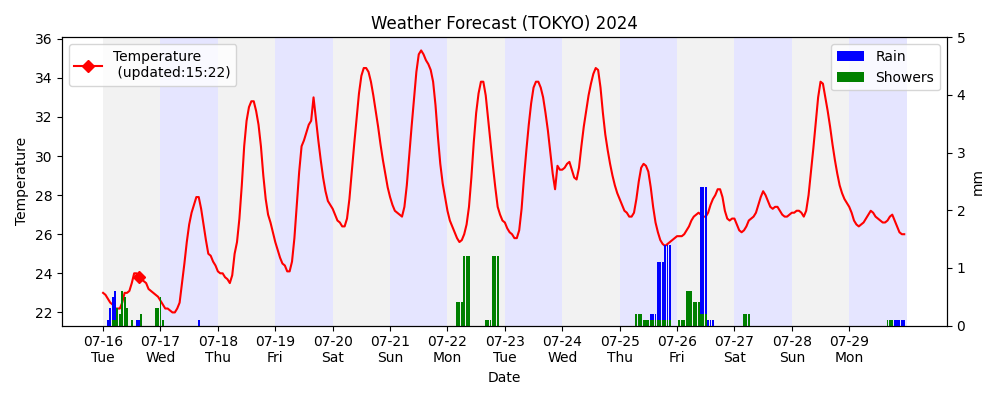 Weather Forecast (TOKYO) 2024
Temperature
(updated:15:22)
Rain
Showers
36
34
32
30
28
26
24
22
Temperature
5
4
3
2
1
0
mm
07-16 07-17 07-18 07-19 07-20 07-21 07-22 07-23 07-24 07-25 07-26 07-27 07-28 07-29
Tue Wed Thu Fri Sat Sun Mon Tue Wed Thu Fri Sat Sun Mon
Date